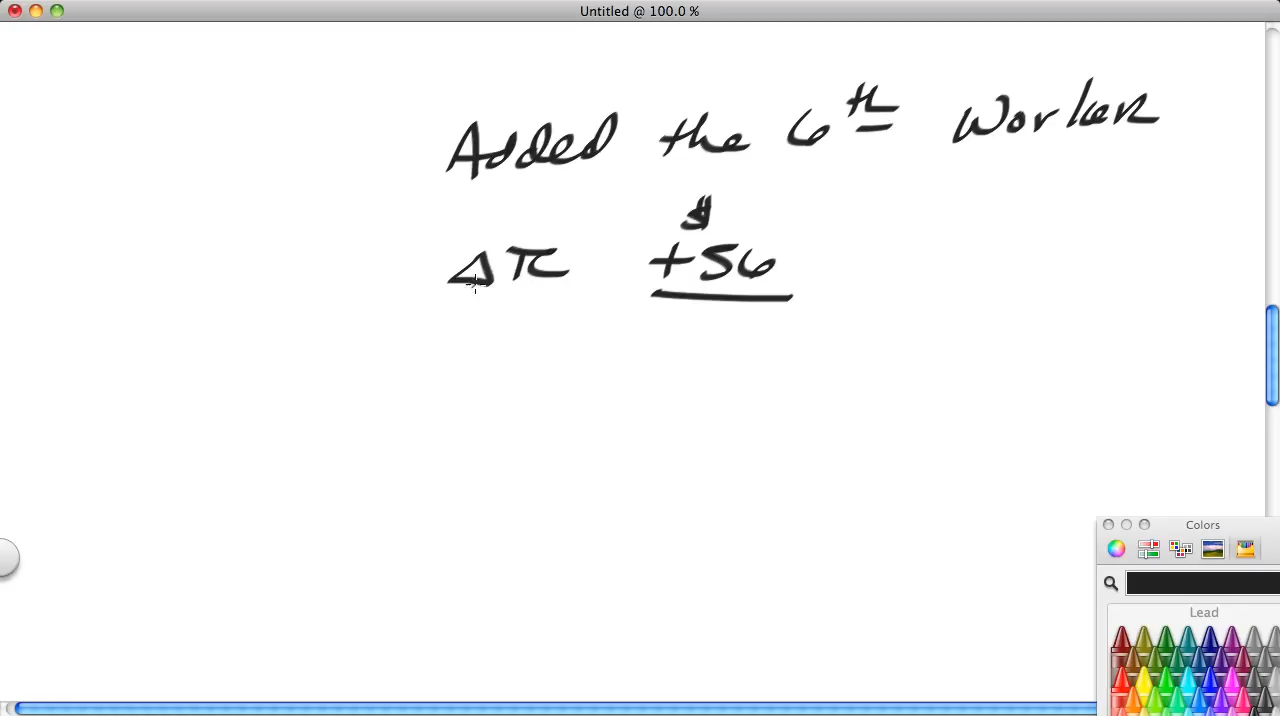 Untitled @ 100.0 %
Added the 6th Worker
$
ΔTC +56
Colors
Lead